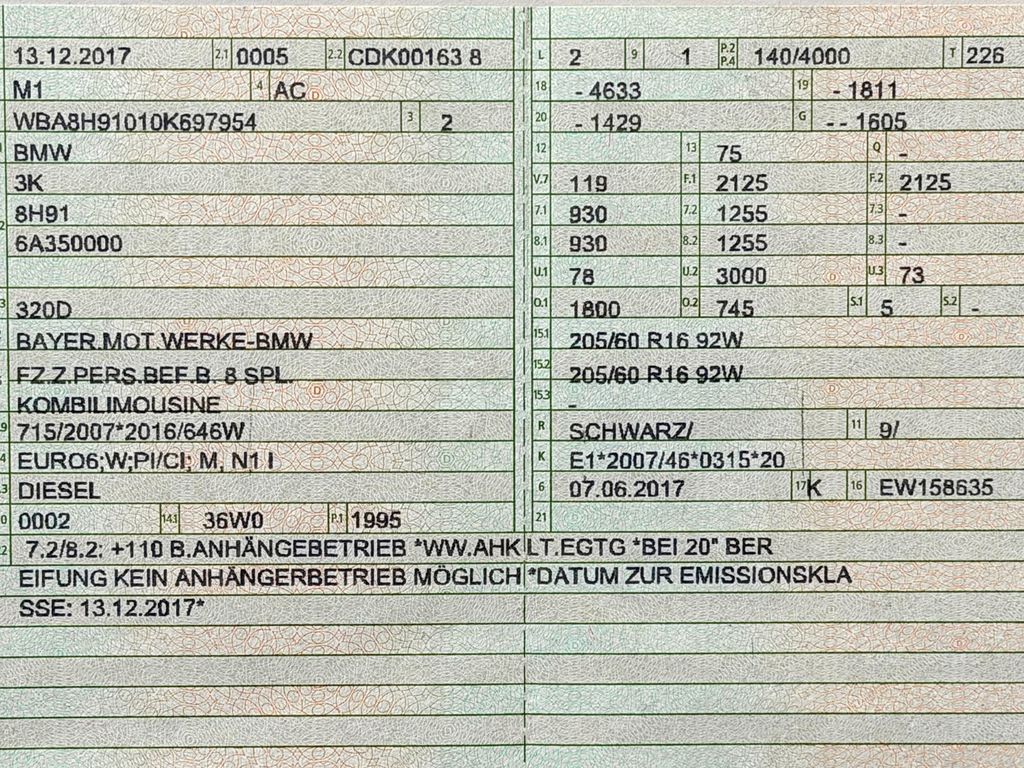 13.12.2017 2.1 0005 2.2 CDK00163 8
M1 4 AC
WBA8H91010K697954 3 2
BMW
3K
8H91
6A350000
320D
BAYER.MOT.WERKE-BMW
FZ.Z.PERS.BEF.B. 8 SPL.
KOMBILIMOUSINE
715/2007*2016/646W
EURO6;W;PI/CI; M, N1 I
DIESEL
0002 14.1 36W0 P.1 1995
L 2 9 1 P.2 P.4 140/4000 T 226
18 - 4633 19 - 1811
20 - 1429 G - - 1605
12 13 75 Q -
V.7 119 F.1 2125 F.2 2125
7.1 930 7.2 1255 7.3 -
8.1 930 8.2 1255 8.3 -
U.1 78 U.2 3000 U.3 73
O.1 1800 O.2 745 S.1 5 S.2 -
15.1 205/60 R16 92W
15.2 205/60 R16 92W
15.3 -
R SCHWARZ/ 11 9/
K E1*2007/46*0315*20
6 07.06.2017 17 K 16 EW158635
21
22 7.2/8.2: +110 B.ANHÄNGEBETRIEB *WW.AHK LT.EGTG *BEI 20" BER
EIFUNG KEIN ANHÄNGERBETRIEB MÖGLICH *DATUM ZUR EMISSIONSKLA
SSE: 13.12.2017*